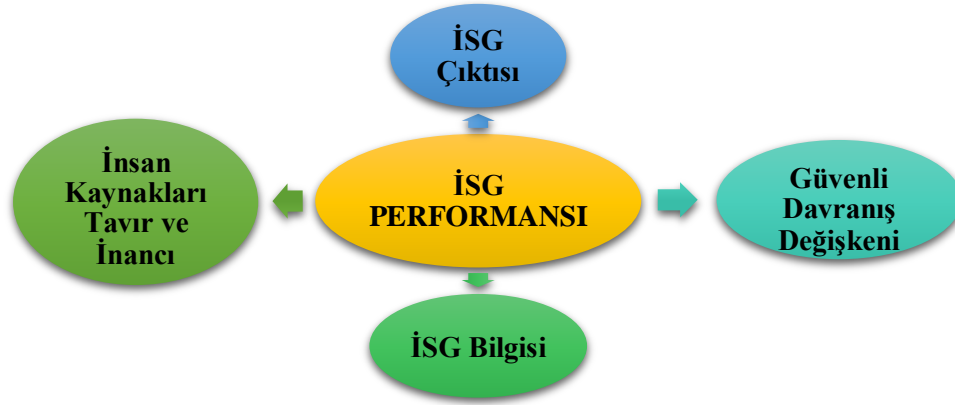 İSG
Çıktısı
İnsan
Kaynakları
Tavır ve
İnancı
İSG
PERFORMANSI
Güvenli
Davranış
Değişkeni
İSG Bilgisi